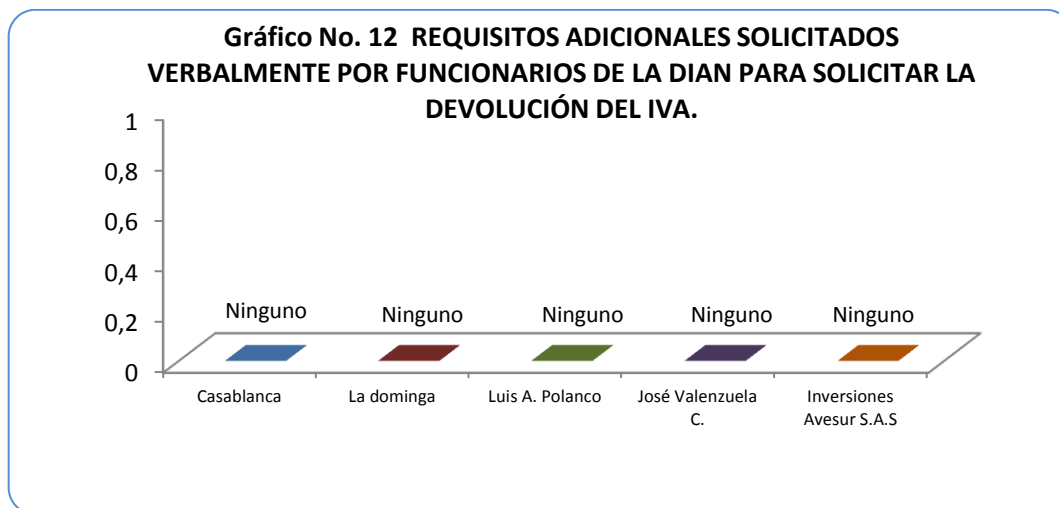 Gráfico No. 12 REQUISITOS ADICIONALES SOLICITADOS
VERBALMENTE POR FUNCIONARIOS DE LA DIAN PARA SOLICITAR LA
DEVOLUCIÓN DEL IVA.
1
0,8
0,6
0,4
0,2
0
Ninguno Ninguno Ninguno Ninguno Ninguno
Casablanca La dominga Luis A. Polanco José Valenzuela Inversiones
C. Avesur S.A.S